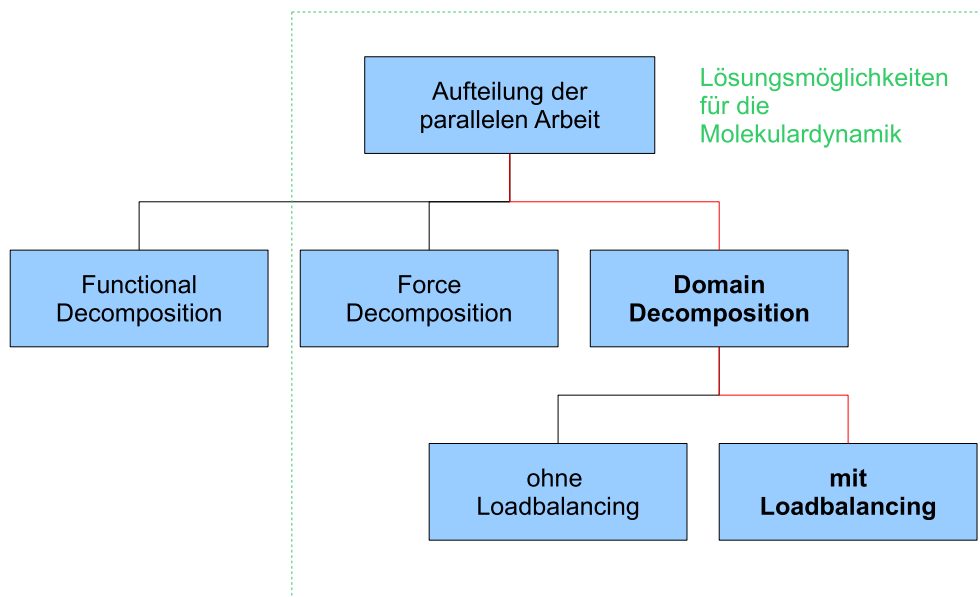 Aufteilung der
parallelen Arbeit
Lösungsmöglichkeiten
für die
Molekulardynamik
Functional
Decomposition
Force
Decomposition
Domain
Decomposition
ohne
Loadbalancing
mit
Loadbalancing